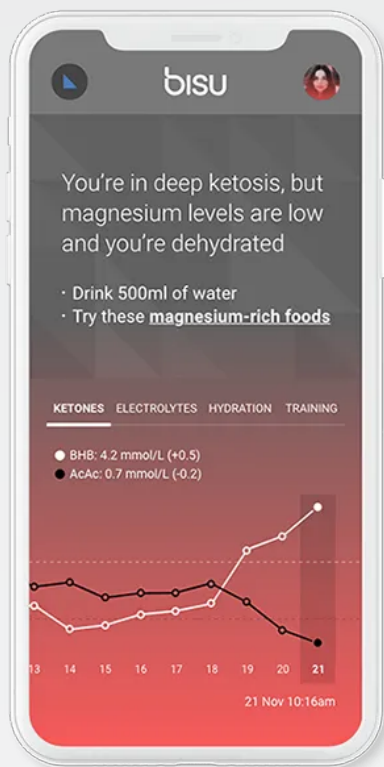 bisu
You're in deep ketosis, but
magnesium levels are low
and you're dehydrated
· Drink 500ml of water
· Try these magnesium-rich foods
KETONES ELECTROLYTES HYDRATION TRAINING
BHB: 4.2 mmol/L (+0.5)
AcAc: 0.7 mmol/L (-0.2)
13 14 15 16 17 18 19 20 21
21 Nov 10:16am